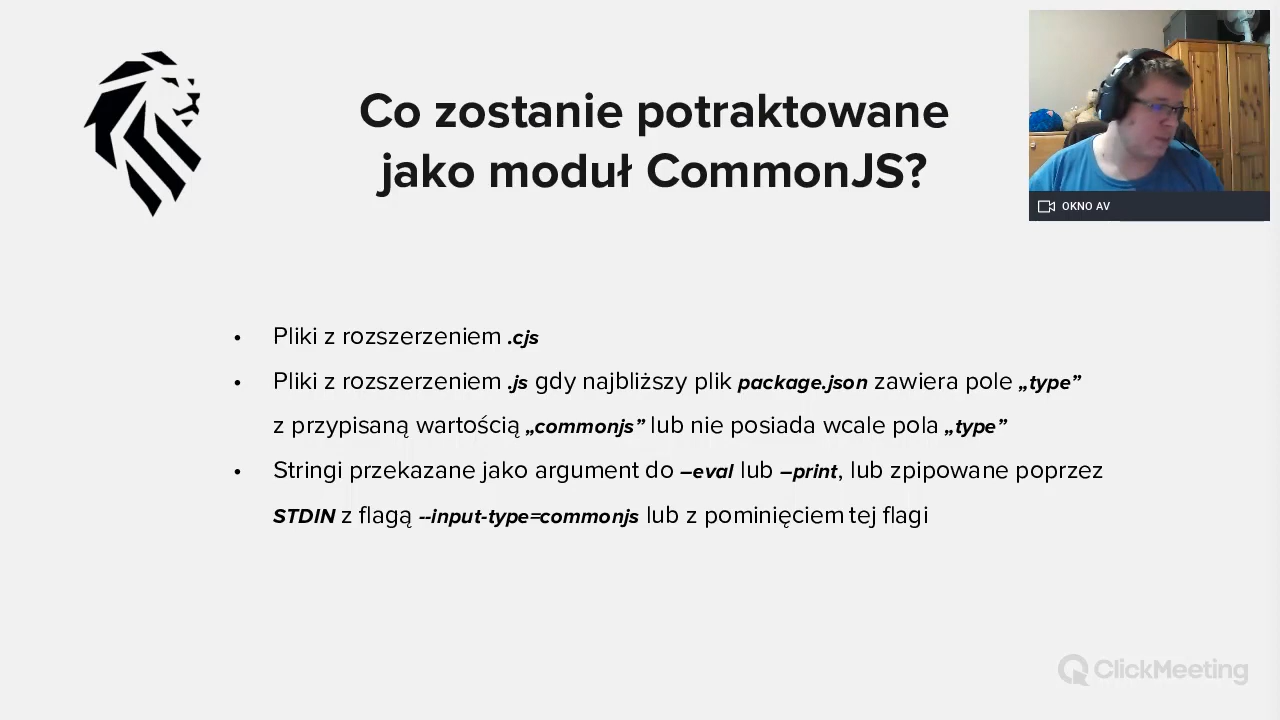 Co zostanie potraktowane
jako moduł CommonJS?
OKNO AV
• Pliki z rozszerzeniem .cjs
• Pliki z rozszerzeniem .js gdy najbliższy plik package.json zawiera pole „type”
z przypisaną wartością „commonjs” lub nie posiada wcale pola „type”
• Stringi przekazane jako argument do –eval lub –print, lub zpipowane poprzez
STDIN z flagą --input-type=commonjs lub z pominięciem tej flagi
ClickMeeting